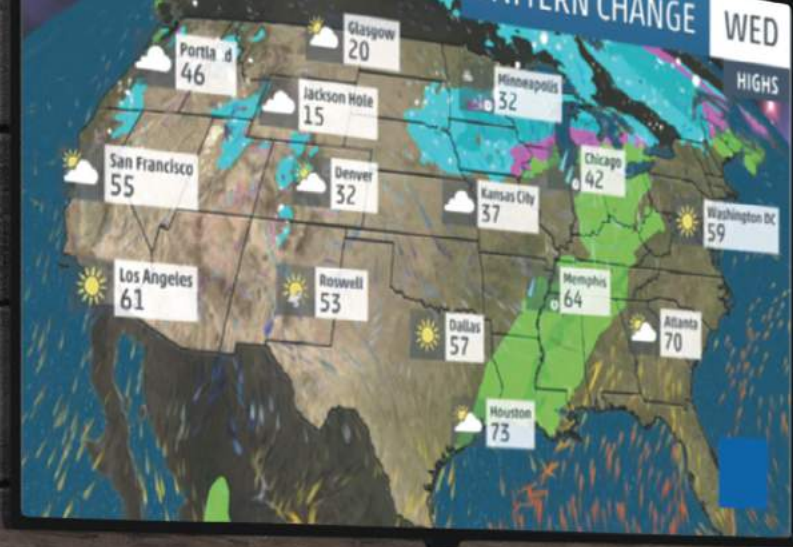 CHANGE
WED
HIGHS
Glasgow
20
46
Minneapolis
32
Jackson Hole
15
San Francisco
55
Denver
32
Chicago
42
Kansas City
37
Washington DC
59
Los Angeles
61
Roswell
53
Memphis
64
Dallas
57
Atlanta
70
Houston
73